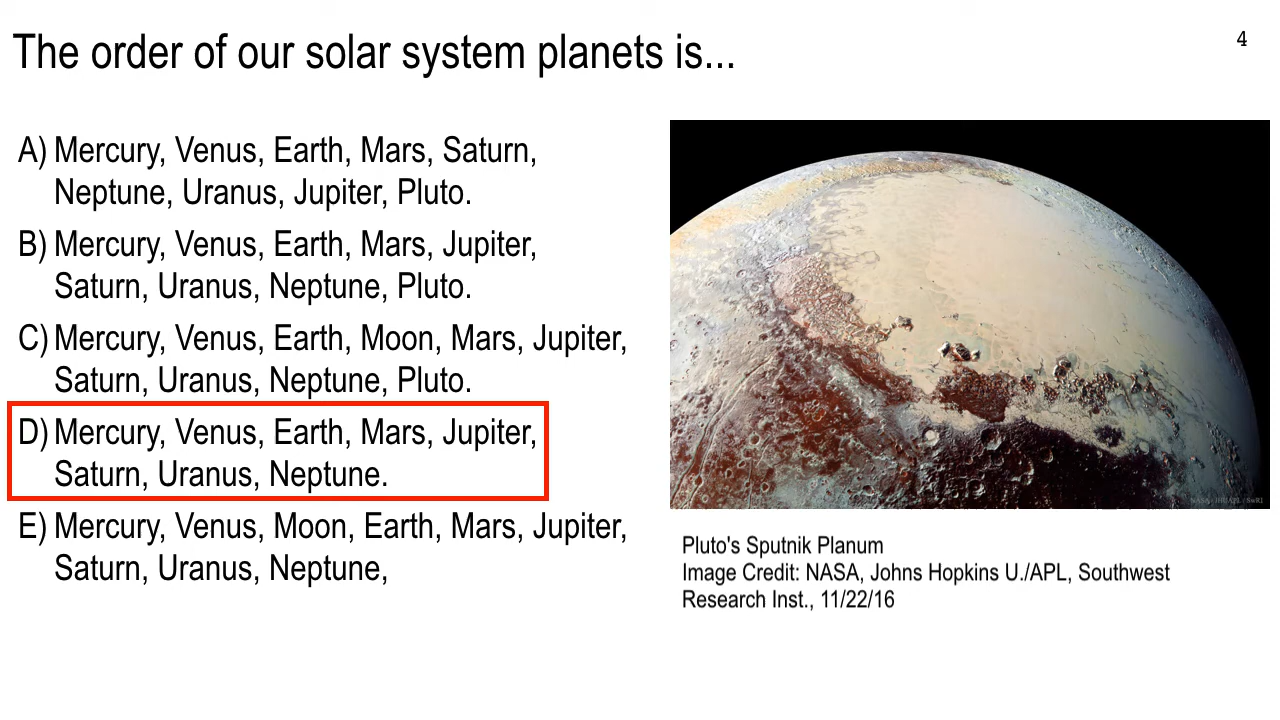 The order of our solar system planets is...
4
A) Mercury, Venus, Earth, Mars, Saturn,
Neptune, Uranus, Jupiter, Pluto.
B) Mercury, Venus, Earth, Mars, Jupiter,
Saturn, Uranus, Neptune, Pluto.
C) Mercury, Venus, Earth, Moon, Mars, Jupiter,
Saturn, Uranus, Neptune, Pluto.
D) Mercury, Venus, Earth, Mars, Jupiter,
Saturn, Uranus, Neptune.
E) Mercury, Venus, Moon, Earth, Mars, Jupiter,
Saturn, Uranus, Neptune,
NASA / JHUAPL / SwRI
Pluto's Sputnik Planum
Image Credit: NASA, Johns Hopkins U./APL, Southwest
Research Inst., 11/22/16